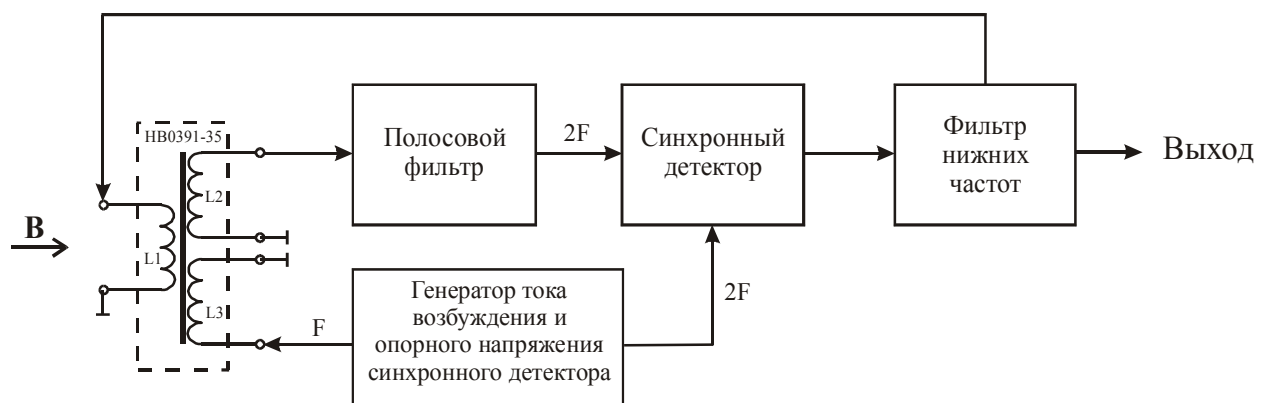 НВ0391-35
B
L1
L2
L3
Полосовой
фильтр
2F
Синхронный
детектор
Фильтр
нижних
частот
Выход
F
Генератор тока
возбуждения и
опорного напряжения
синхронного детектора
2F